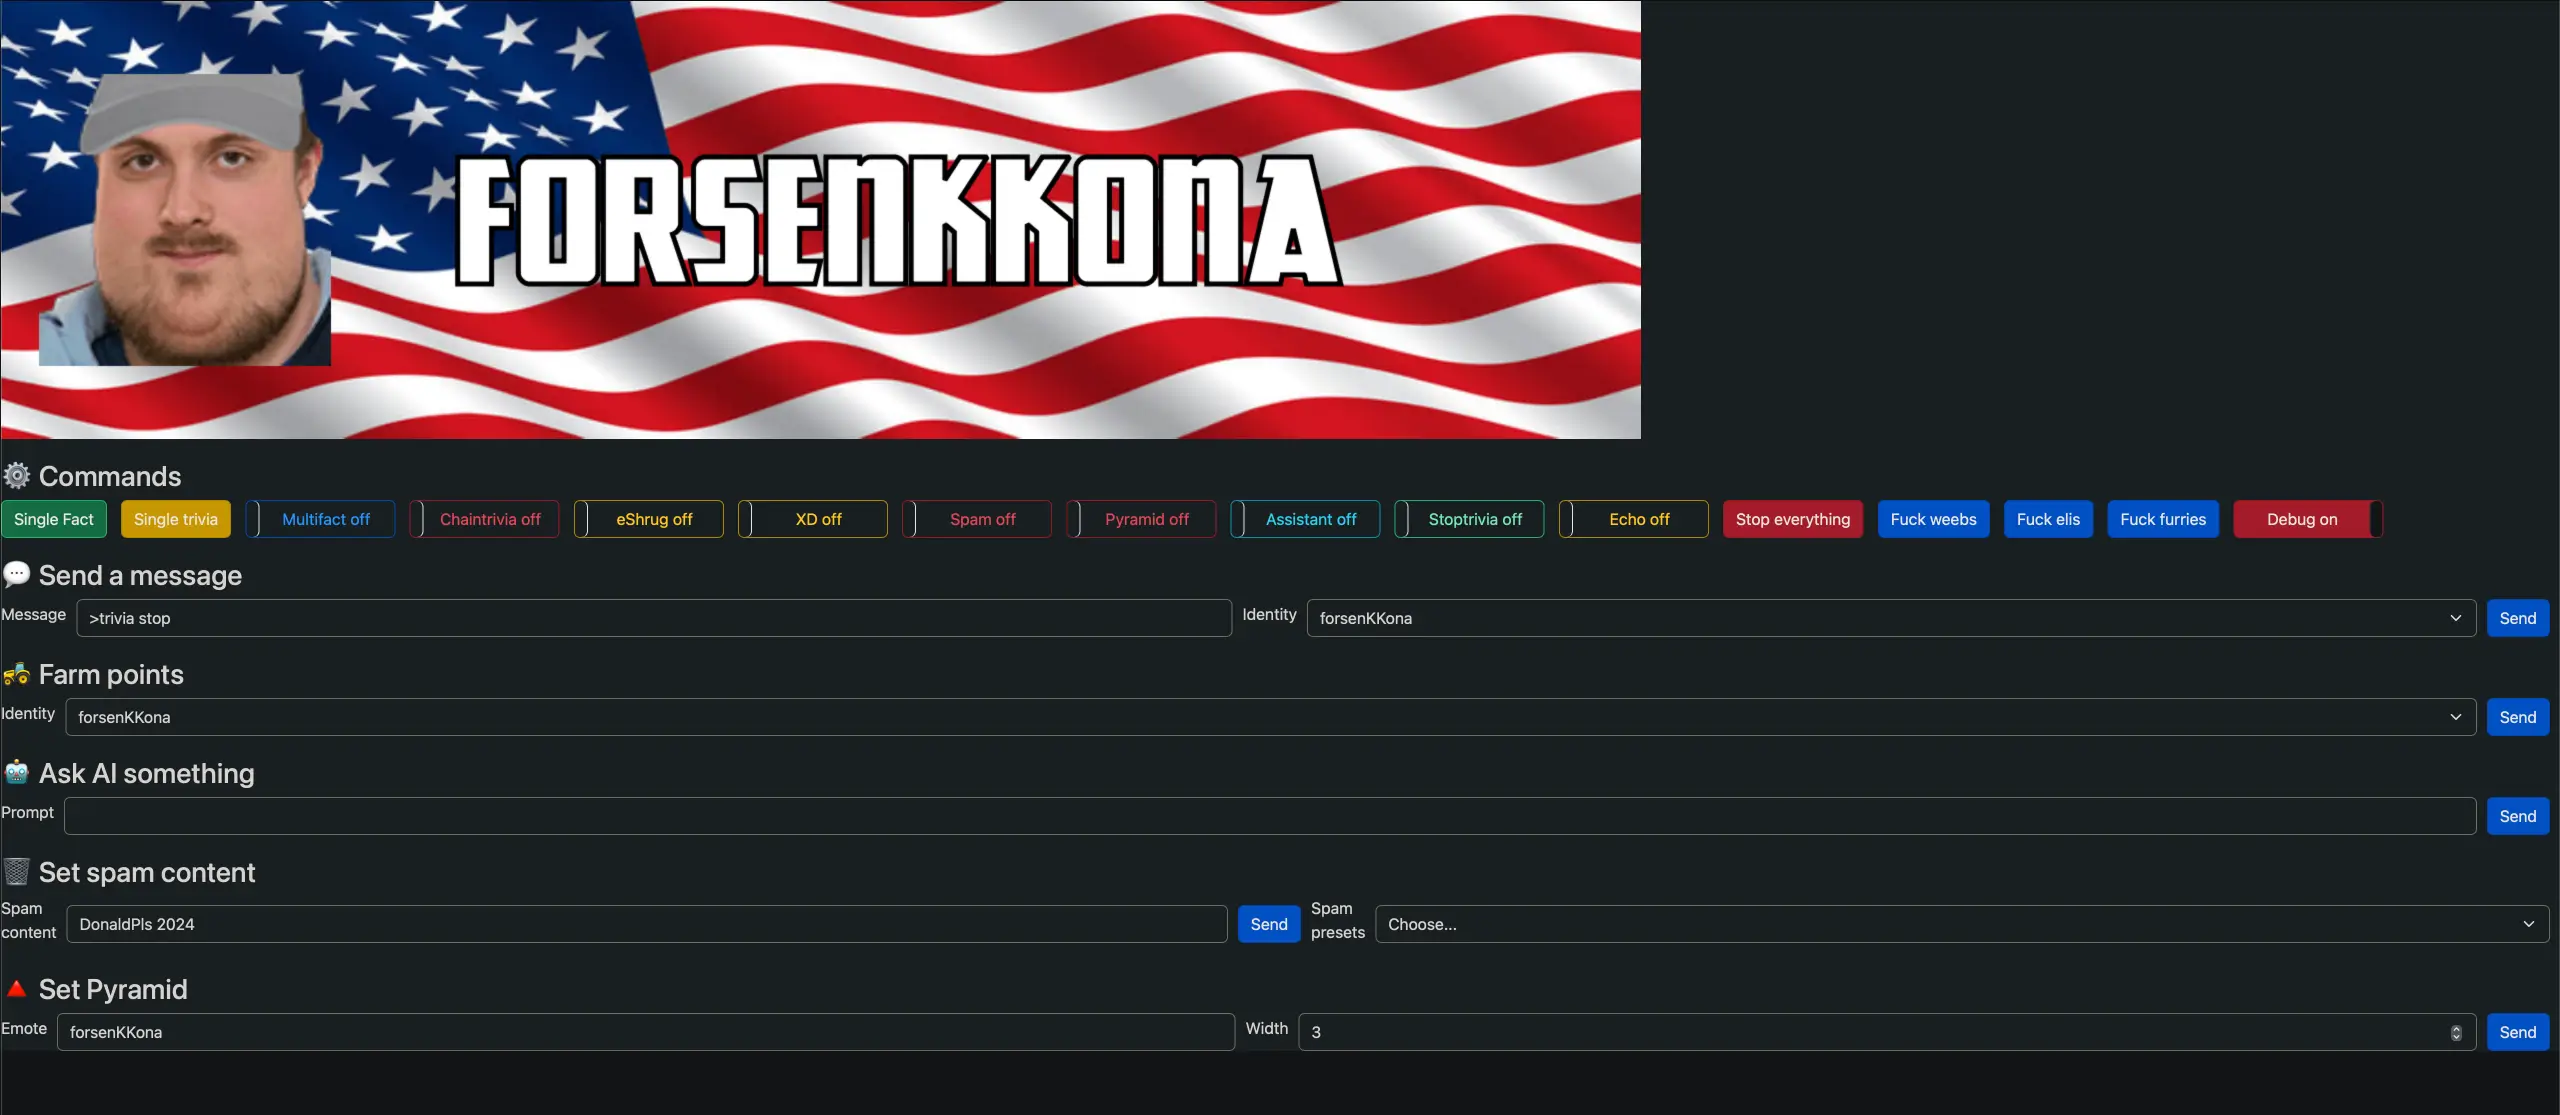 FORSENKKONA
Commands
Single Fact Single trivia Multifact off Chaintrivia off eShrug off XD off Spam off Pyramid off Assistant off Stoptrivia off Echo off Stop everything Fuck weebs Fuck elis Fuck furries Debug on
Send a message
Message >trivia stop Identity forsenKKona Send
Farm points
Identity forsenKKona Send
Ask AI something
Prompt Send
Set spam content
Spam content DonaldPls 2024 Send Spam presets Choose...
Set Pyramid
Emote forsenKKona Width 3 Send